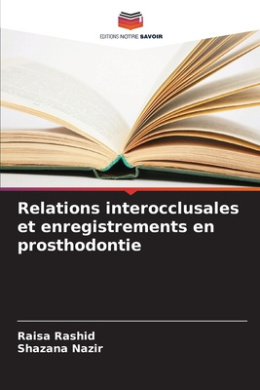 EDITIONS NOTRE SAVOIR
Relations interocclusales
et enregistrements en
prosthodontie
Raisa Rashid
Shazana Nazir